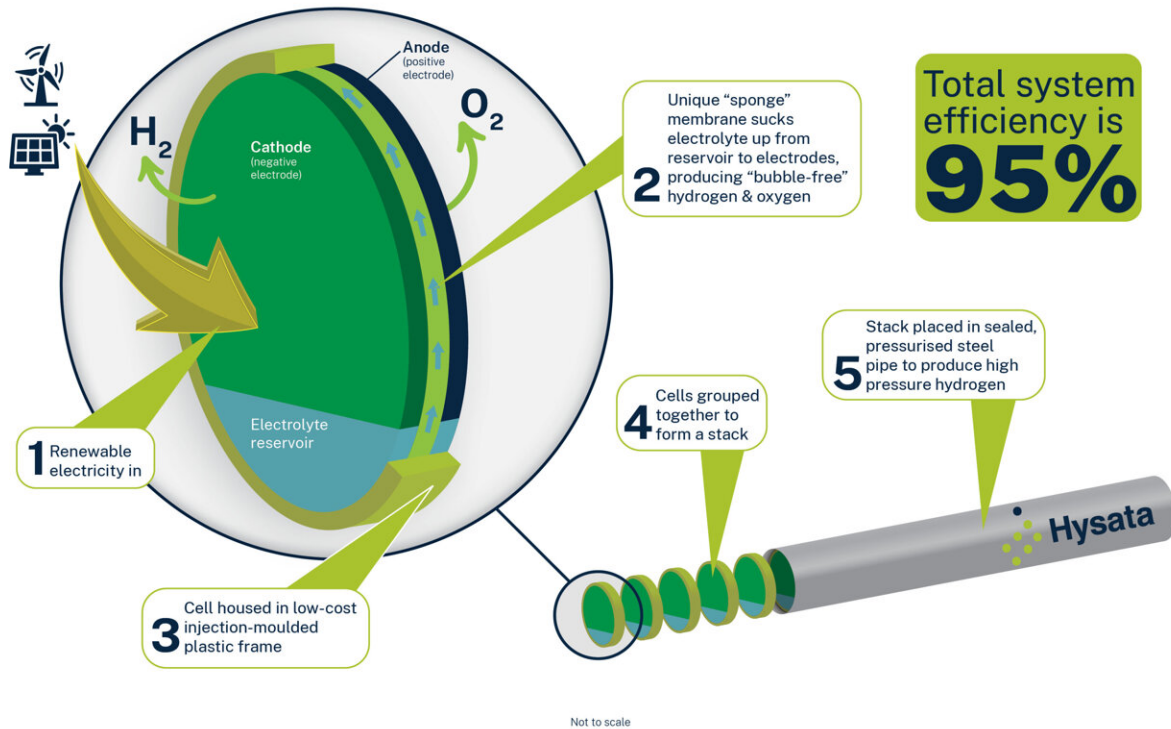 Anode
(positive
electrode)
H2
O2
Cathode
(negative
electrode)
Electrolyte
reservoir
1 Renewable
electricity in
2 Unique “sponge”
membrane sucks
electrolyte up from
reservoir to electrodes,
producing “bubble-free”
hydrogen & oxygen
Total system
efficiency is
95%
3 Cell housed in low-cost
injection-moulded
plastic frame
4 Cells grouped
together to
form a stack
5 Stack placed in sealed,
pressurised steel
pipe to produce high
pressure hydrogen
Hysata
Not to scale